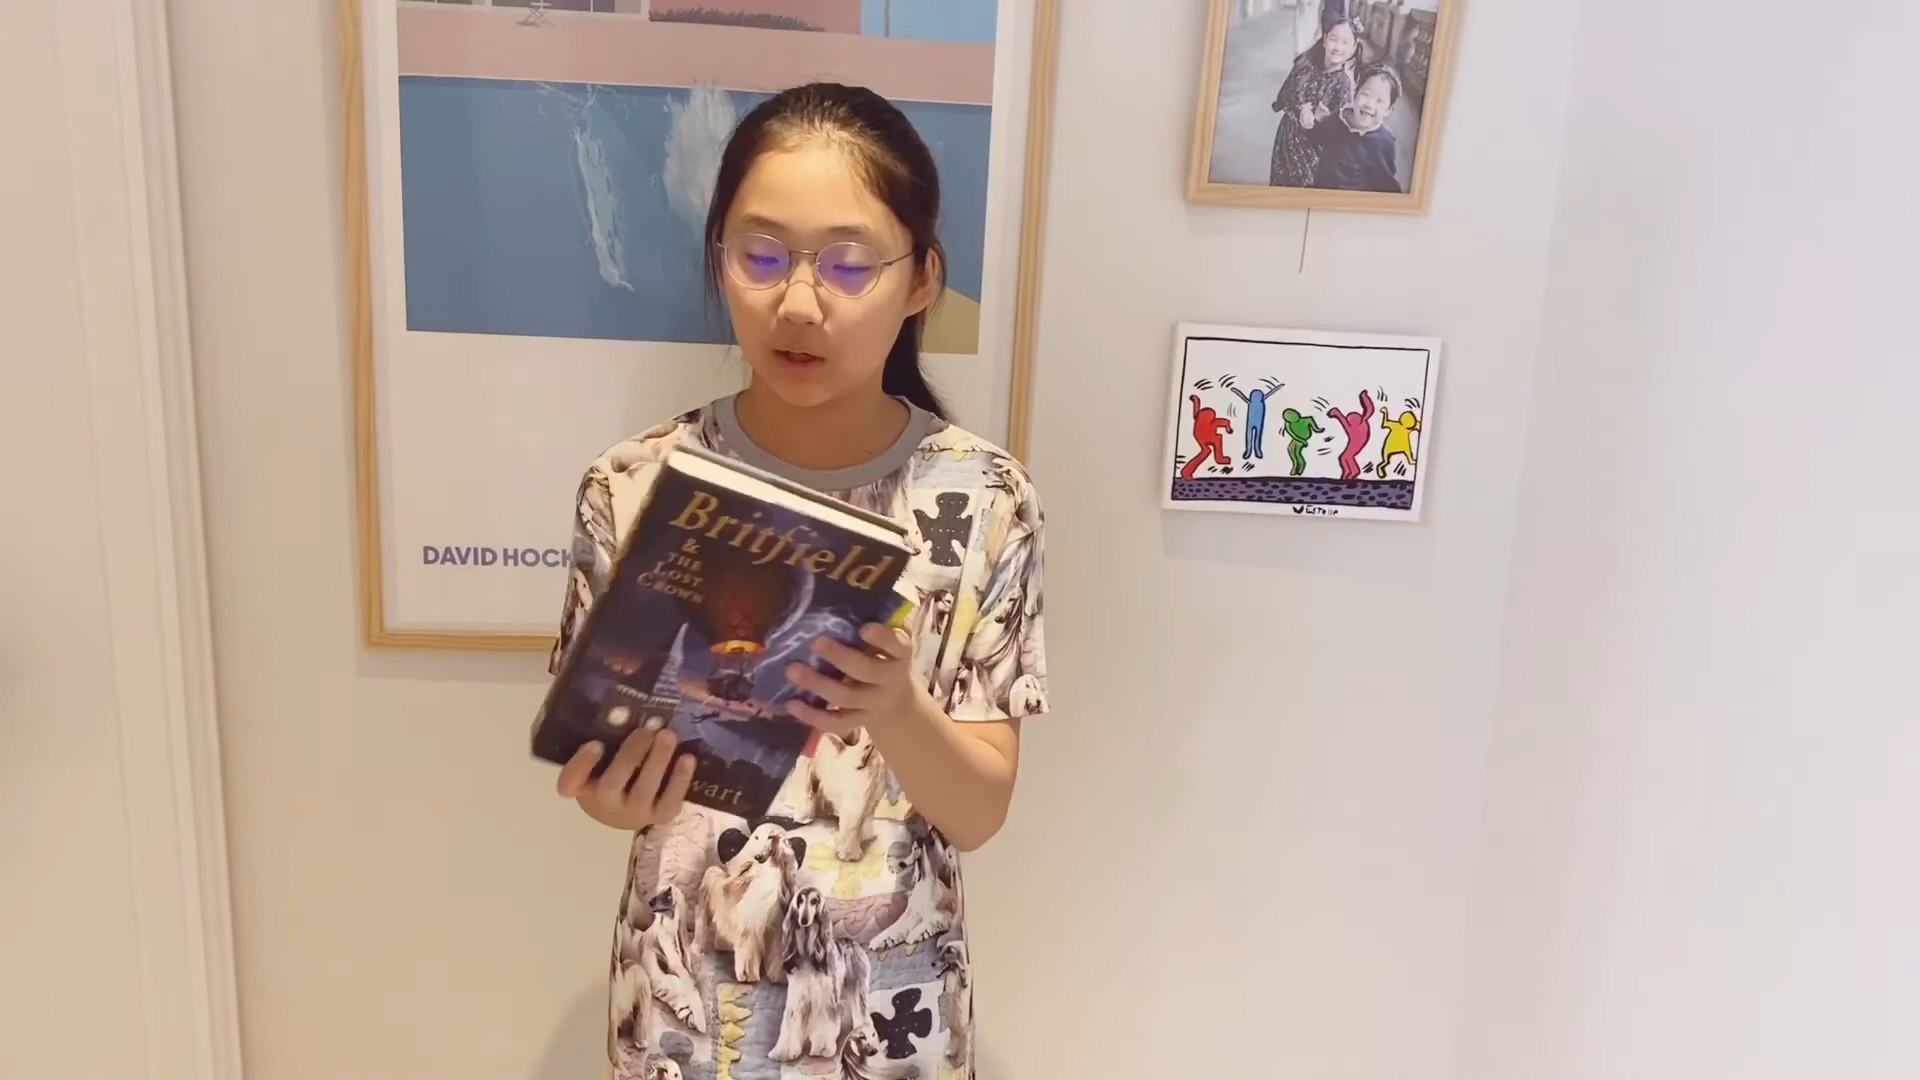 DAVID HOCK
Britfield
&
THE
LOST
CROWN
wart
Estelle